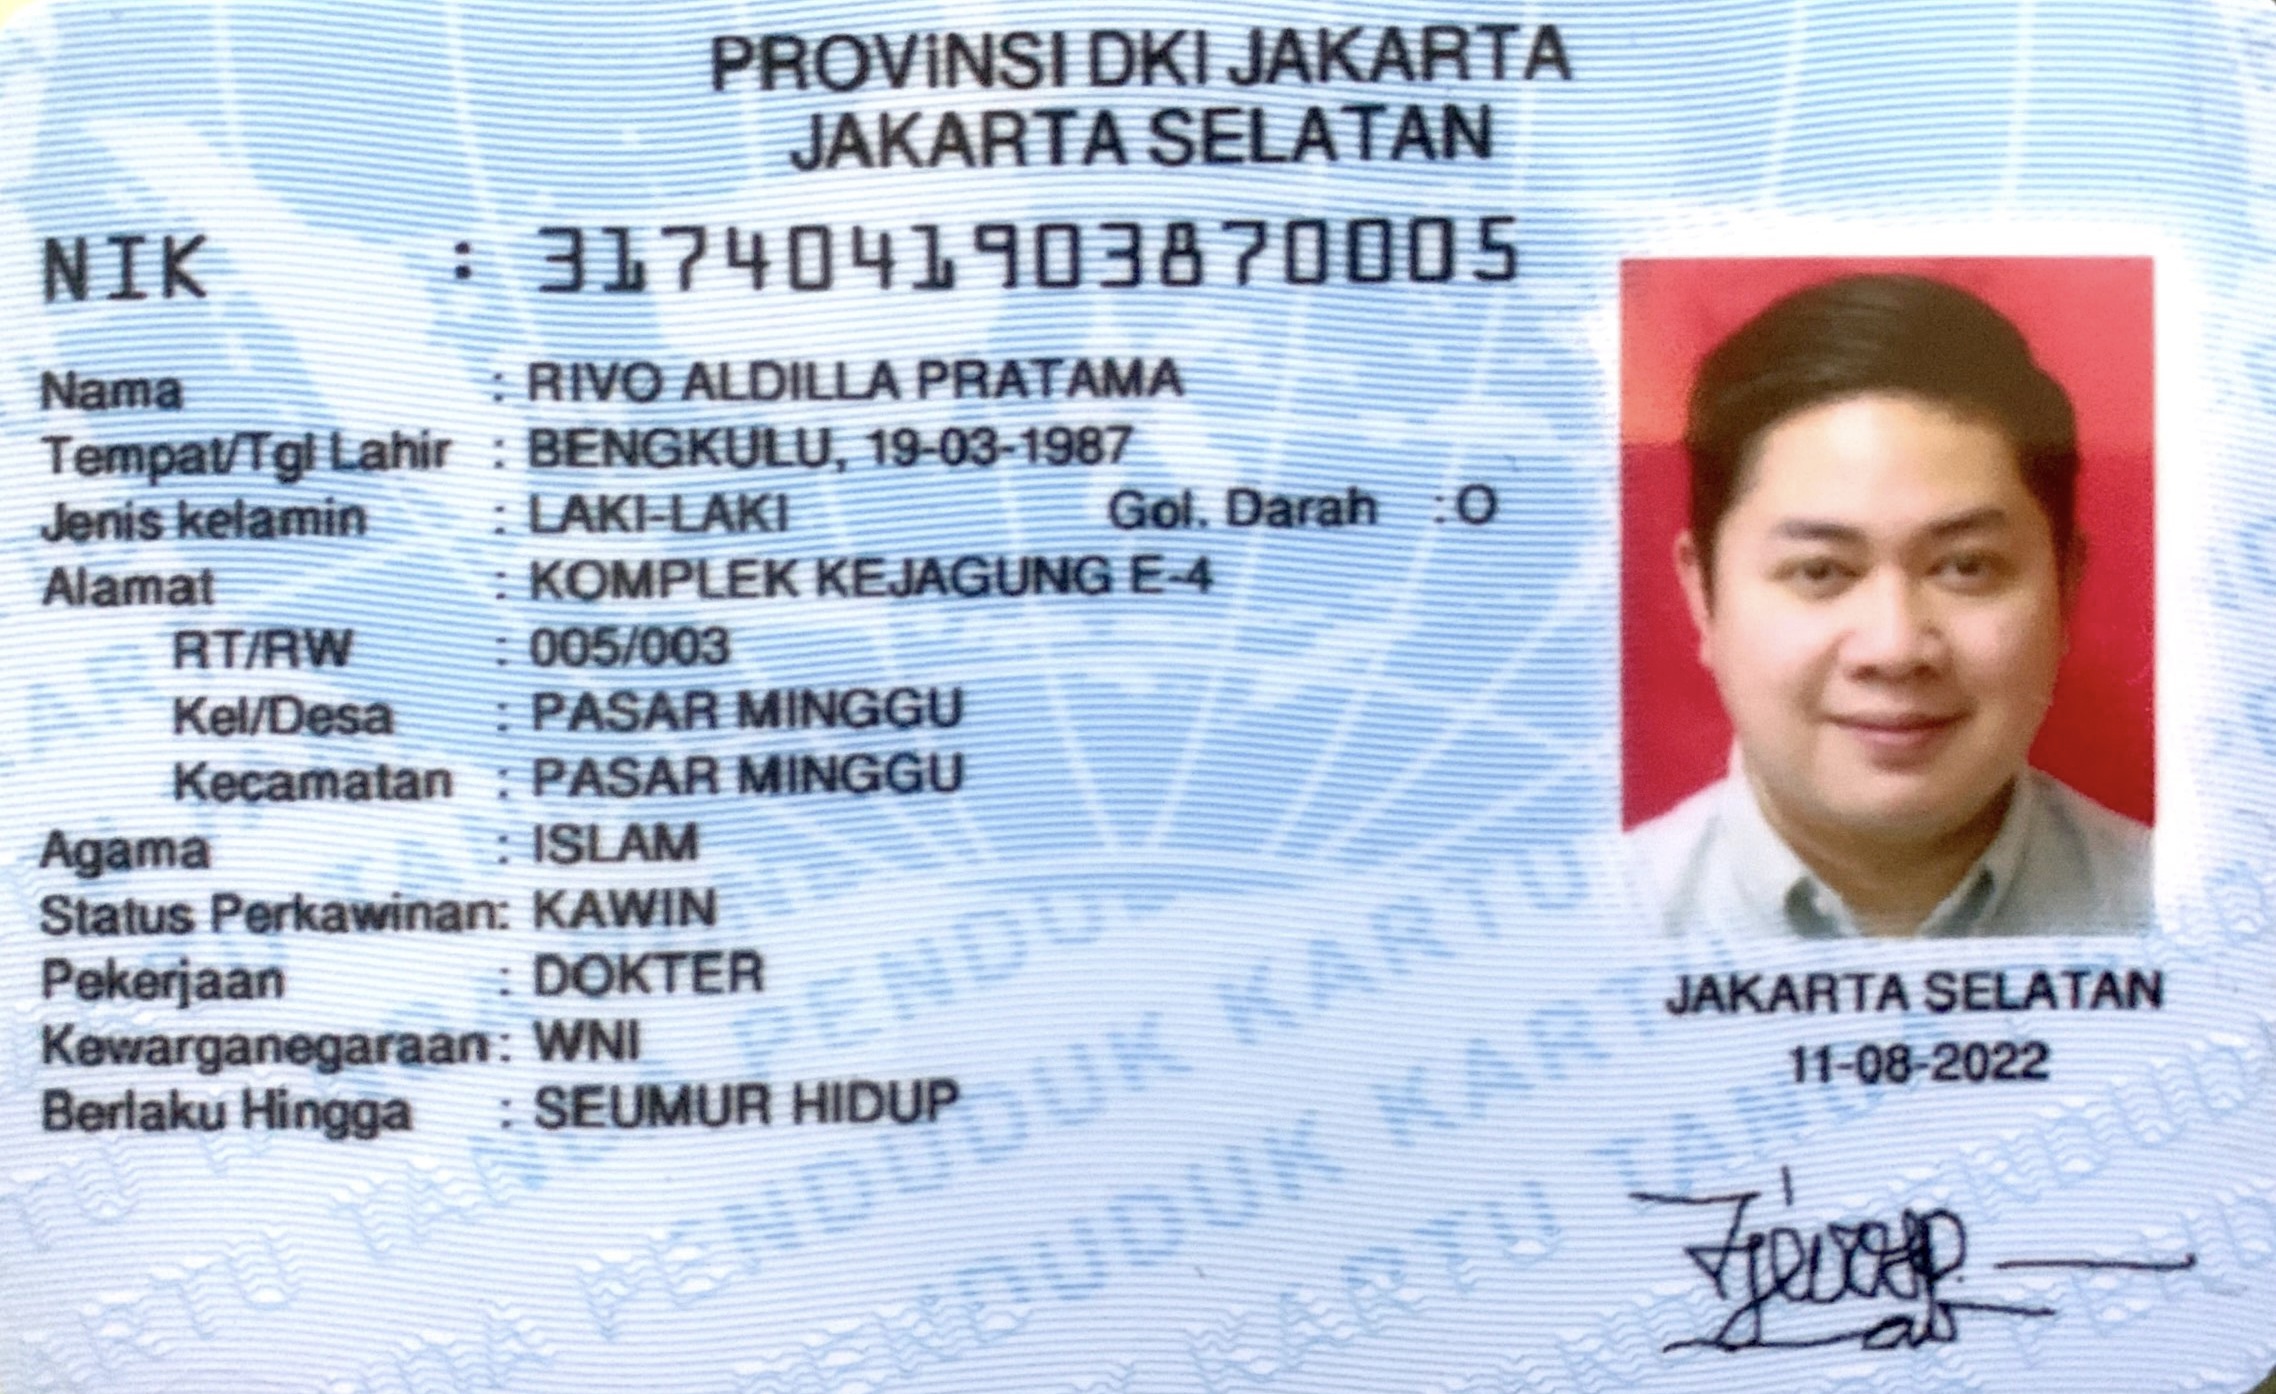 PROVINSI DKI JAKARTA
JAKARTA SELATAN
NIK : 3174041903870005
Nama : RIVO ALDILLA PRATAMA
Tempat/Tgl Lahir : BENGKULU, 19-03-1987
Jenis kelamin : LAKI-LAKI Gol. Darah : O
Alamat : KOMPLEK KEJAGUNG E-4
RT/RW : 005/003
Kel/Desa : PASAR MINGGU
Kecamatan : PASAR MINGGU
Agama : ISLAM
Status Perkawinan: KAWIN
Pekerjaan : DOKTER
Kewarganegaraan: WNI
Berlaku Hingga : SEUMUR HIDUP
JAKARTA SELATAN
11-08-2022